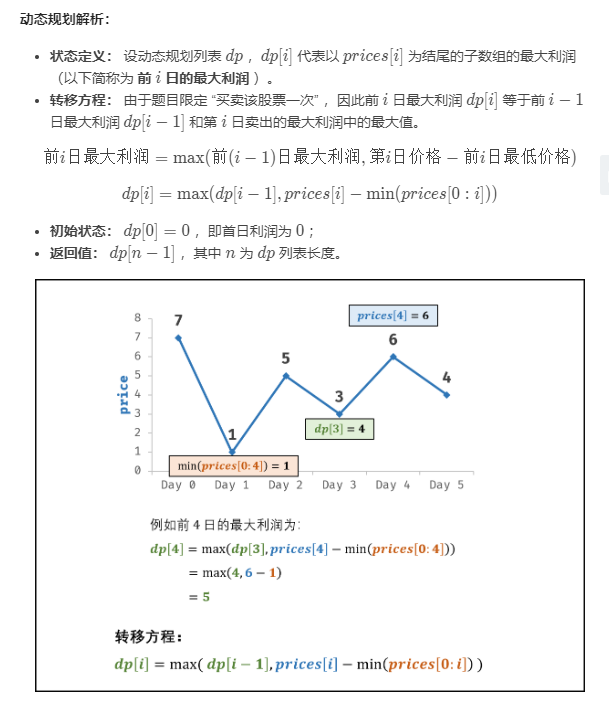 动态规划解析：
• 状态定义： 设动态规划列表 dp ，dp[i] 代表以 prices[i] 为结尾的子数组的最大利润
（以下简称为 前 i 日的最大利润 ）。
• 转移方程： 由于题目限定 “买卖该股票一次” ，因此前 i 日最大利润 dp[i] 等于前 i − 1
日最大利润 dp[i − 1] 和第 i 日卖出的最大利润中的最大值。
前i日最大利润 = max(前(i − 1)日最大利润, 第i日价格 − 前i日最低价格)
dp[i] = max(dp[i − 1], prices[i] − min(prices[0 : i]))
• 初始状态： dp[0] = 0 ，即首日利润为 0 ；
• 返回值： dp[n − 1] ，其中 n 为 dp 列表长度。
prices[4] = 6
8
7
6
5
4
3
2
1
0
price
7
1
5
3
6
4
dp[3] = 4
min(prices[0:4]) = 1
Day 0 Day 1 Day 2 Day 3 Day 4 Day 5
例如前 4 日的最大利润为：
dp[4] = max(dp[3], prices[4] − min(prices[0:4]))
= max(4, 6 − 1)
= 5
转移方程：
dp[i] = max( dp[i − 1], prices[i] − min(prices[0:i]) )